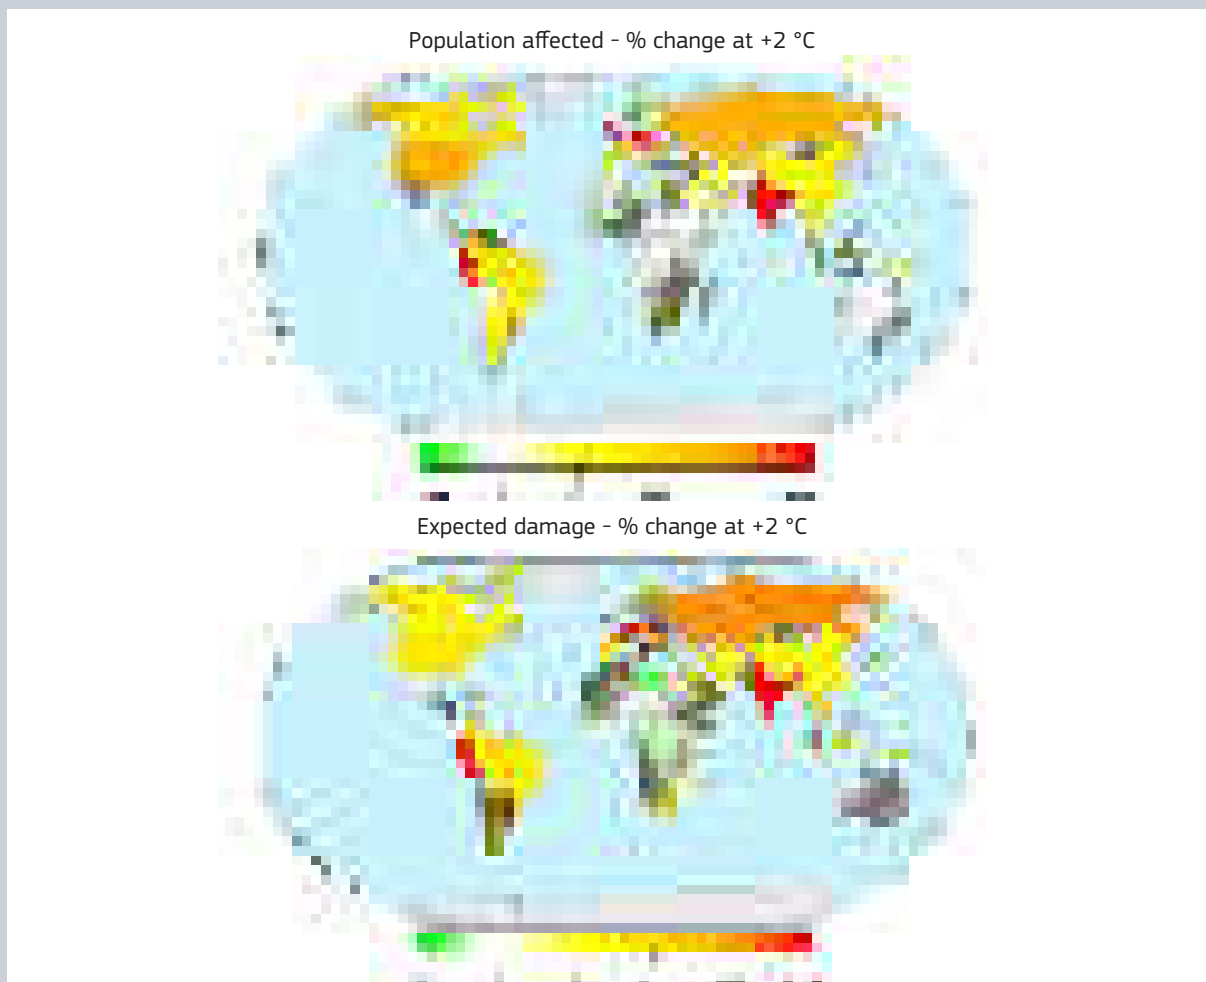 Population affected - % change at +2 °C
Expected damage - % change at +2 °C